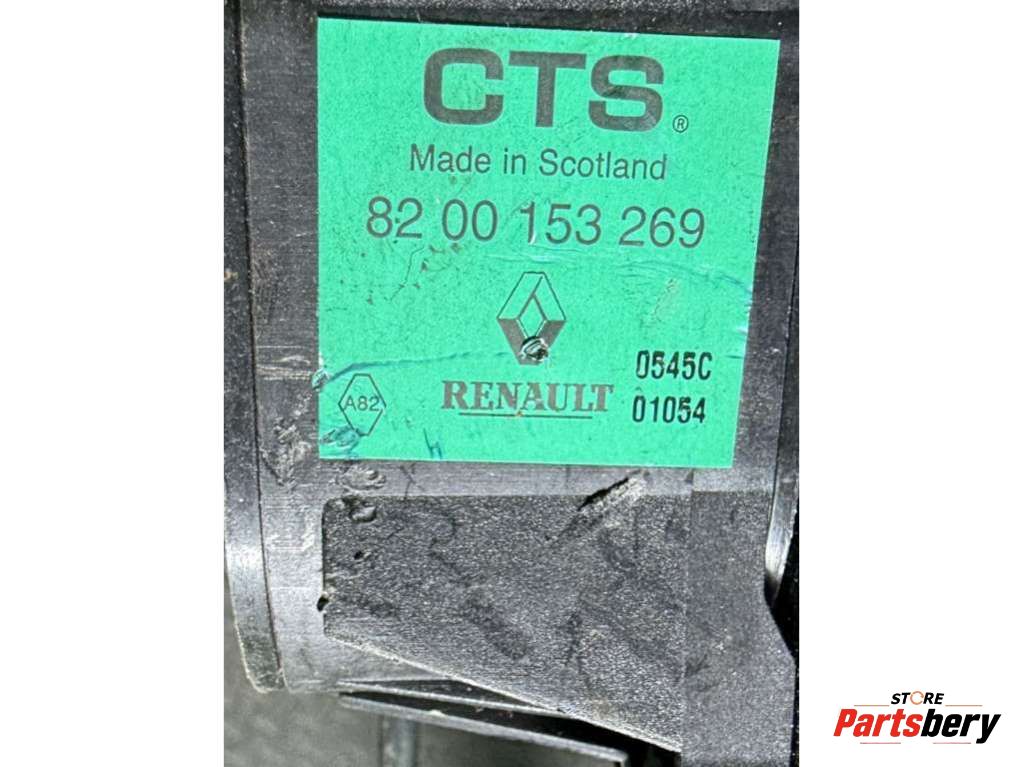 CTS®
Made in Scotland
82 00 153 269
A82
RENAULT
0545C
01054
STORE
Partsbery